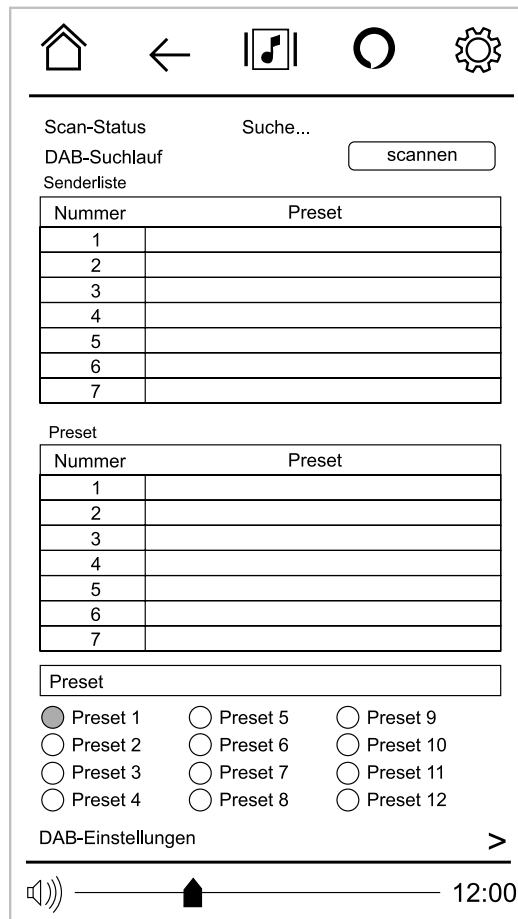 Scan-Status Suche...
DAB-Suchlauf scannen
Senderliste
Nummer Preset
1
2
3
4
5
6
7
Preset
Nummer Preset
1
2
3
4
5
6
7
Preset
Preset 1 Preset 5 Preset 9
Preset 2 Preset 6 Preset 10
Preset 3 Preset 7 Preset 11
Preset 4 Preset 8 Preset 12
DAB-Einstellungen >
12:00